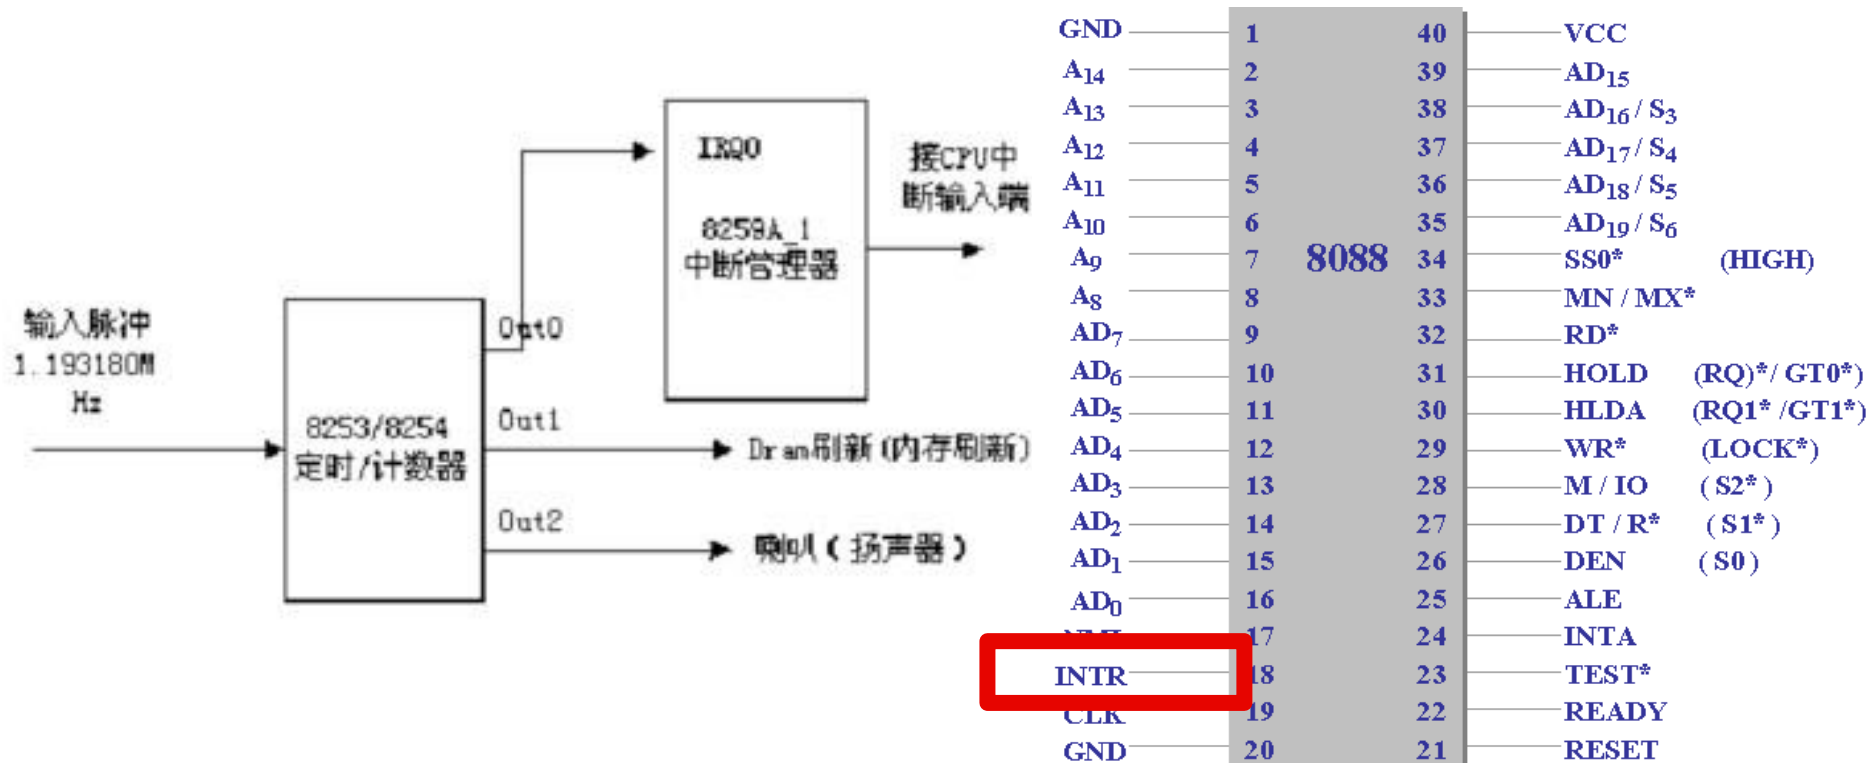 输入脉冲
1.193180M
Hz
8253/8254
定时/计数器
Out0
Out1
Out2
IRQ0
8259A_1
中断管理器
接CPU中
断输入端
Dram刷新(内存刷新)
喇叭(扬声器)
GND 1 40 VCC
A14 2 39 AD15
A13 3 38 AD16 / S3
A12 4 37 AD17 / S4
A11 5 36 AD18 / S5
A10 6 35 AD19 / S6
A9 7 8088 34 SS0* (HIGH)
A8 8 33 MN / MX*
AD7 9 32 RD*
AD6 10 31 HOLD (RQ)*/ GT0*)
AD5 11 30 HLDA (RQ1* /GT1*)
AD4 12 29 WR* (LOCK*)
AD3 13 28 M / IO ( S2* )
AD2 14 27 DT / R* ( S1* )
AD1 15 26 DEN ( S0 )
AD0 16 25 ALE
17 24 INTA
INTR 18 23 TEST*
CLK 19 22 READY
GND 20 21 RESET